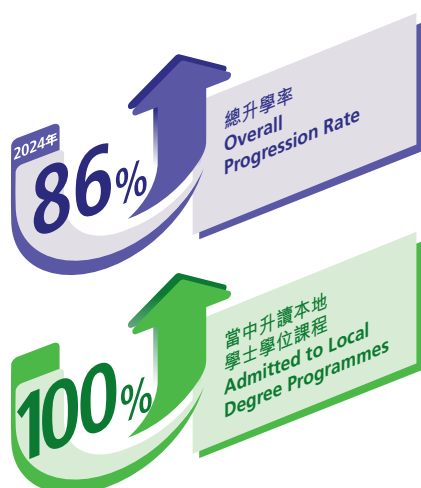 2024年
86%
總升學率
Overall
Progression Rate
100%
當中升讀本地
學士學位課程
Admitted to Local
Degree Programmes